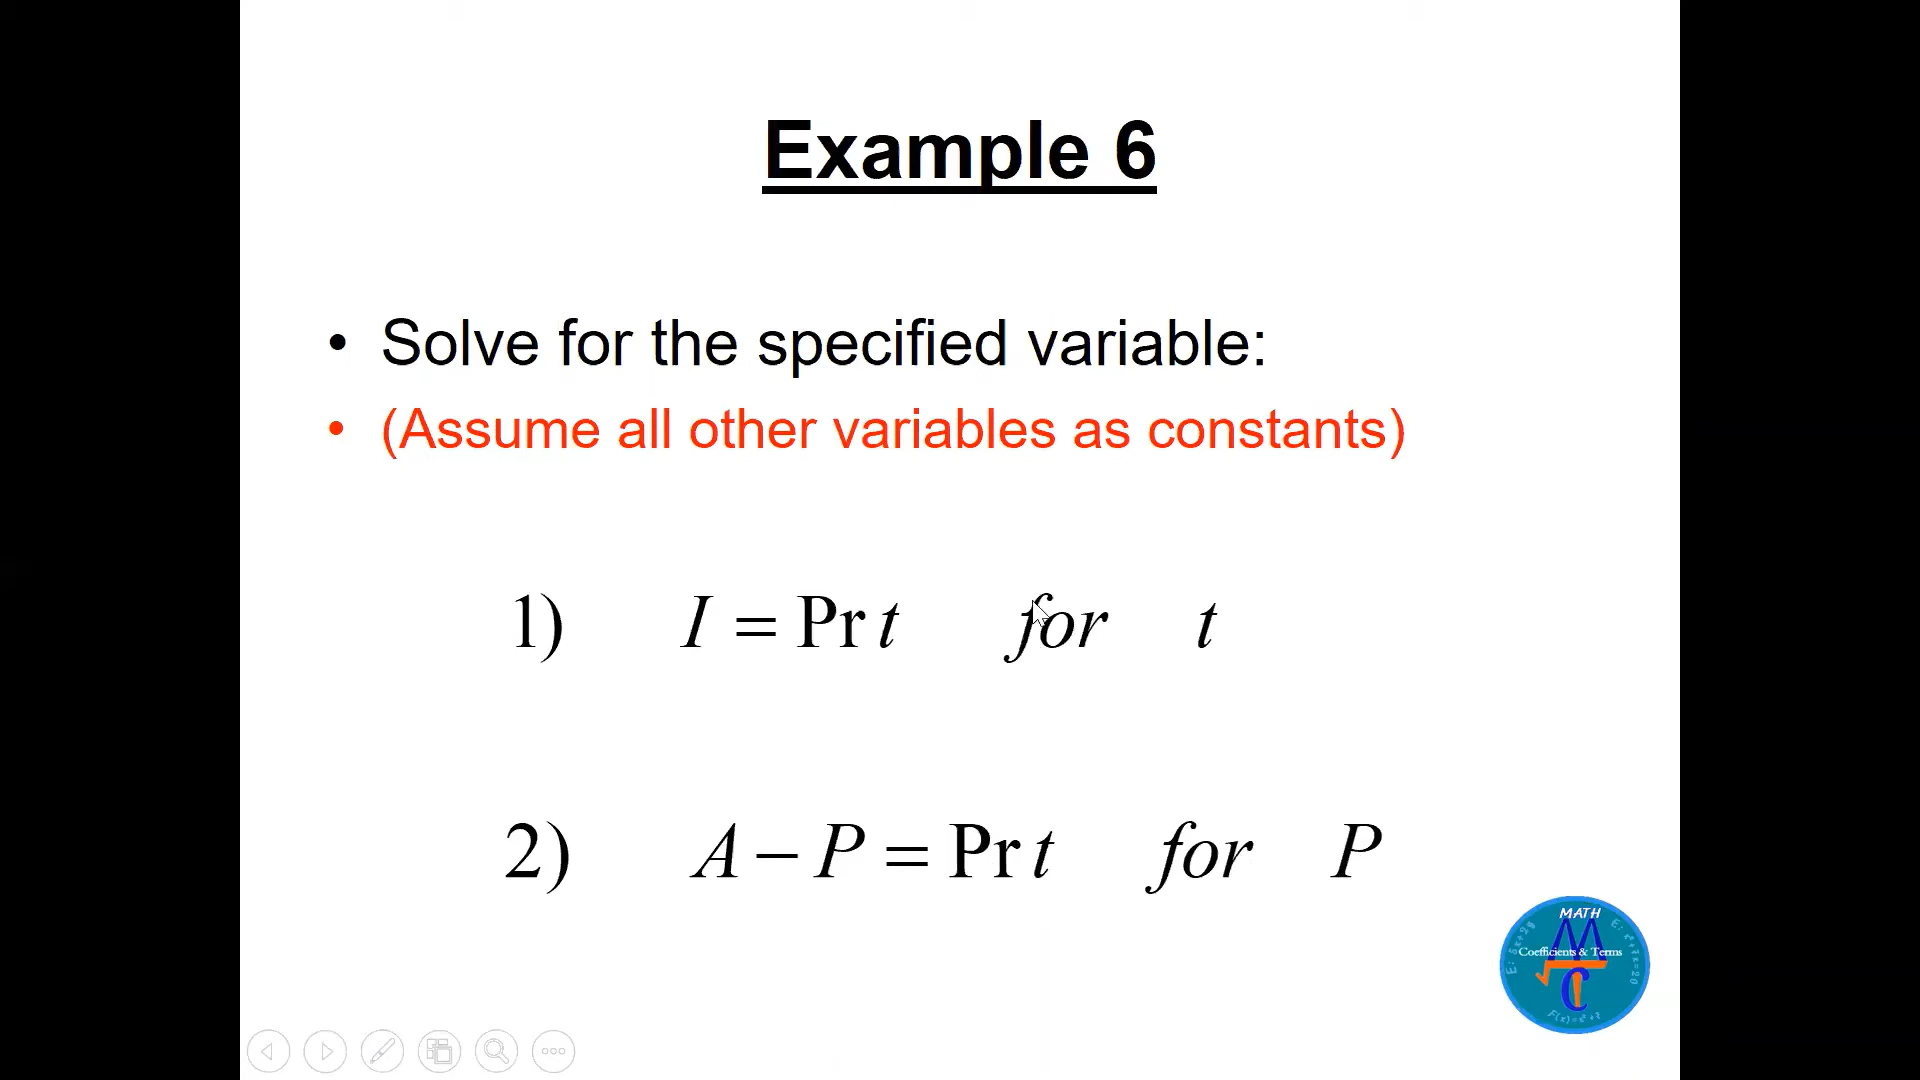 Example 6
• Solve for the specified variable:
• (Assume all other variables as constants)
1) I = Pr t for t
2) A − P = Pr t for P
MATH
Coefficients & Terms